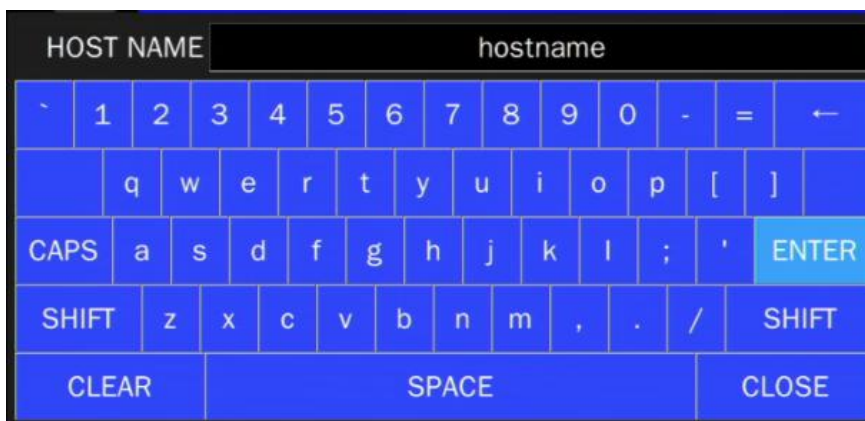 HOST NAME hostname
` 1 2 3 4 5 6 7 8 9 0 - = ←
q w e r t y u i o p [ ]
CAPS a s d f g h j k l ; ' ENTER
SHIFT z x c v b n m , . / SHIFT
CLEAR SPACE CLOSE